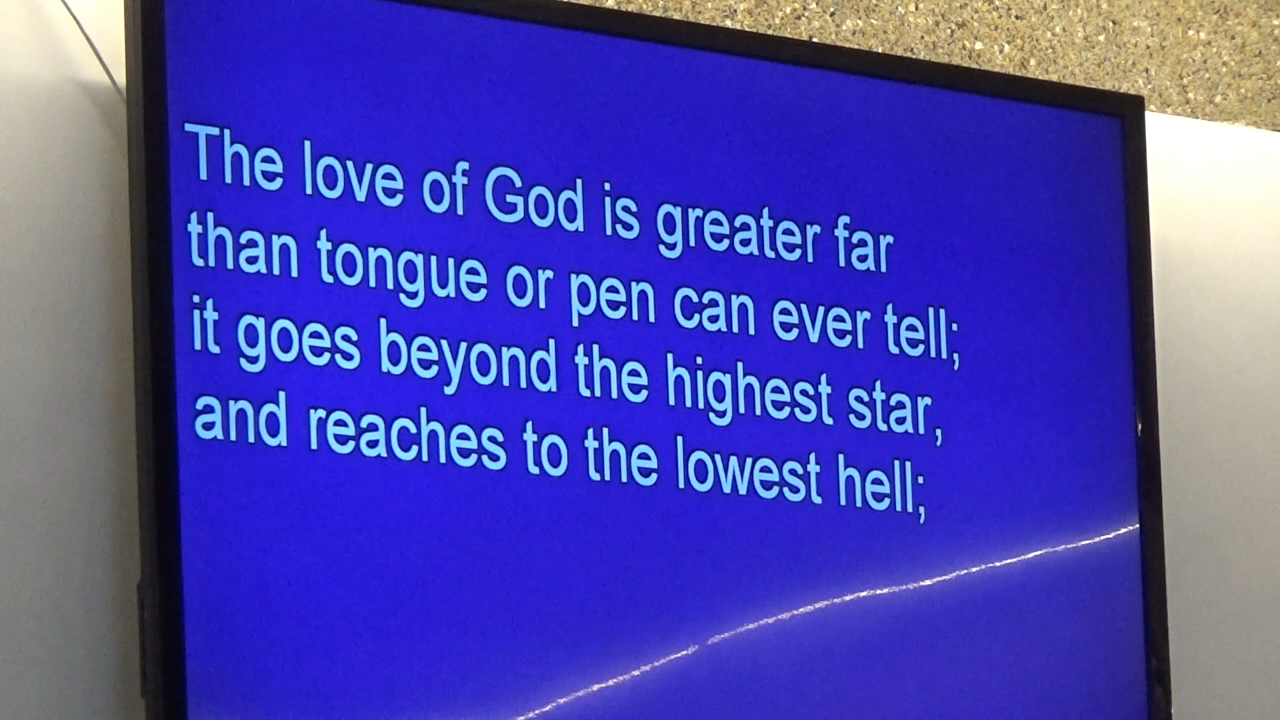 The love of God is greater far
than tongue or pen can ever tell;
it goes beyond the highest star,
and reaches to the lowest hell;